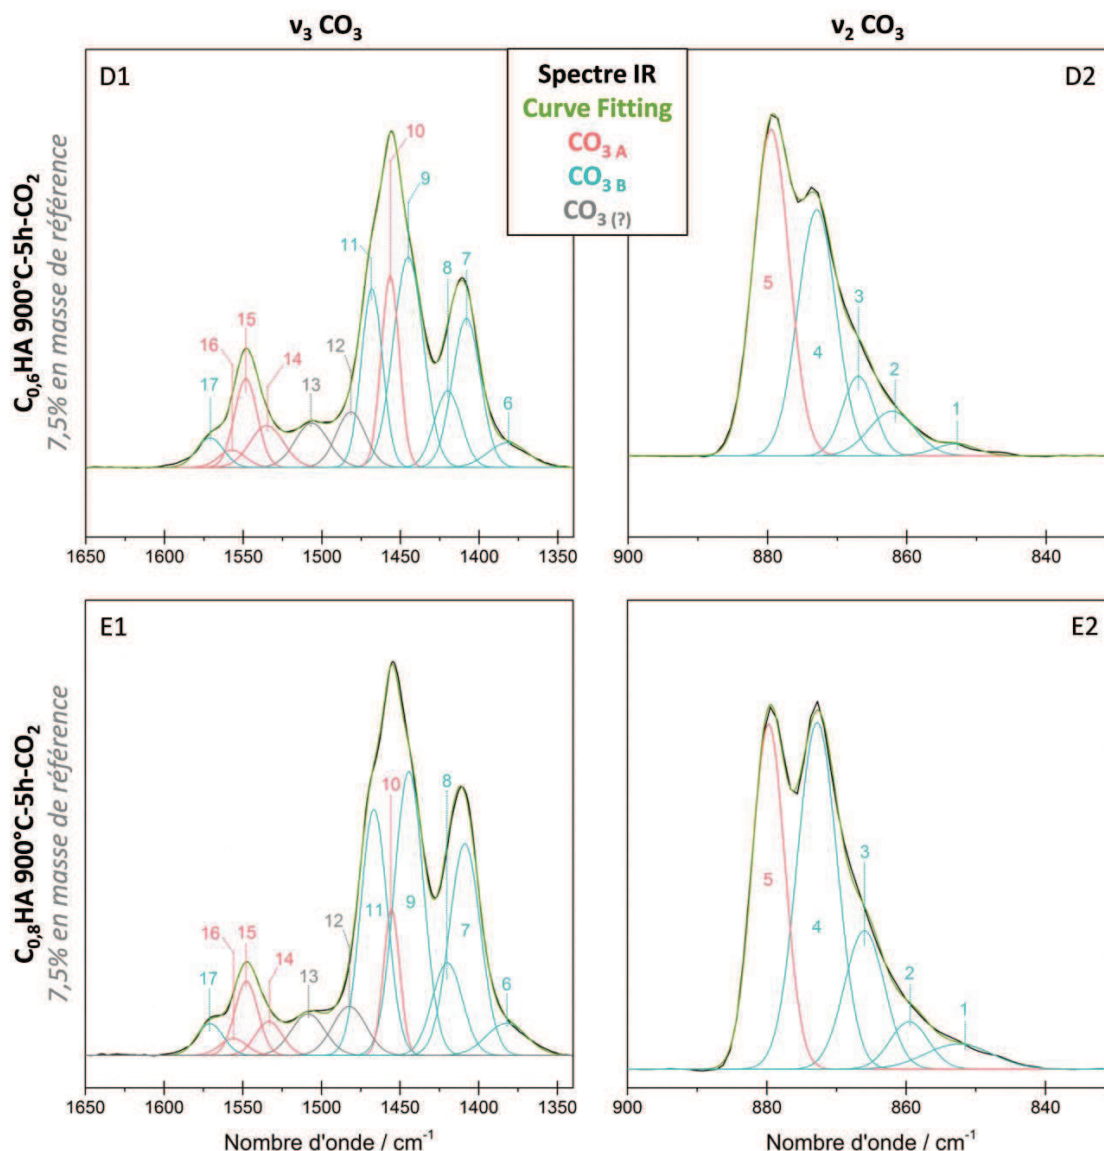 ν3 CO3
ν2 CO3
D1
D2
Spectre IR
Curve Fitting
CO3 A
CO3 B
CO3 (?)
C0,6HA 900°C-5h-CO2
7,5% en masse de référence
17
16
15
14
13
12
11
10
9
8
7
6
5
4
3
2
1
1650 1600 1550 1500 1450 1400 1350
900 880 860 840
E1
E2
C0,8HA 900°C-5h-CO2
7,5% en masse de référence
17
16
15
14
13
12
11
10
9
8
7
6
5
4
3
2
1
1650 1600 1550 1500 1450 1400 1350
900 880 860 840
Nombre d'onde / cm-1
Nombre d'onde / cm-1